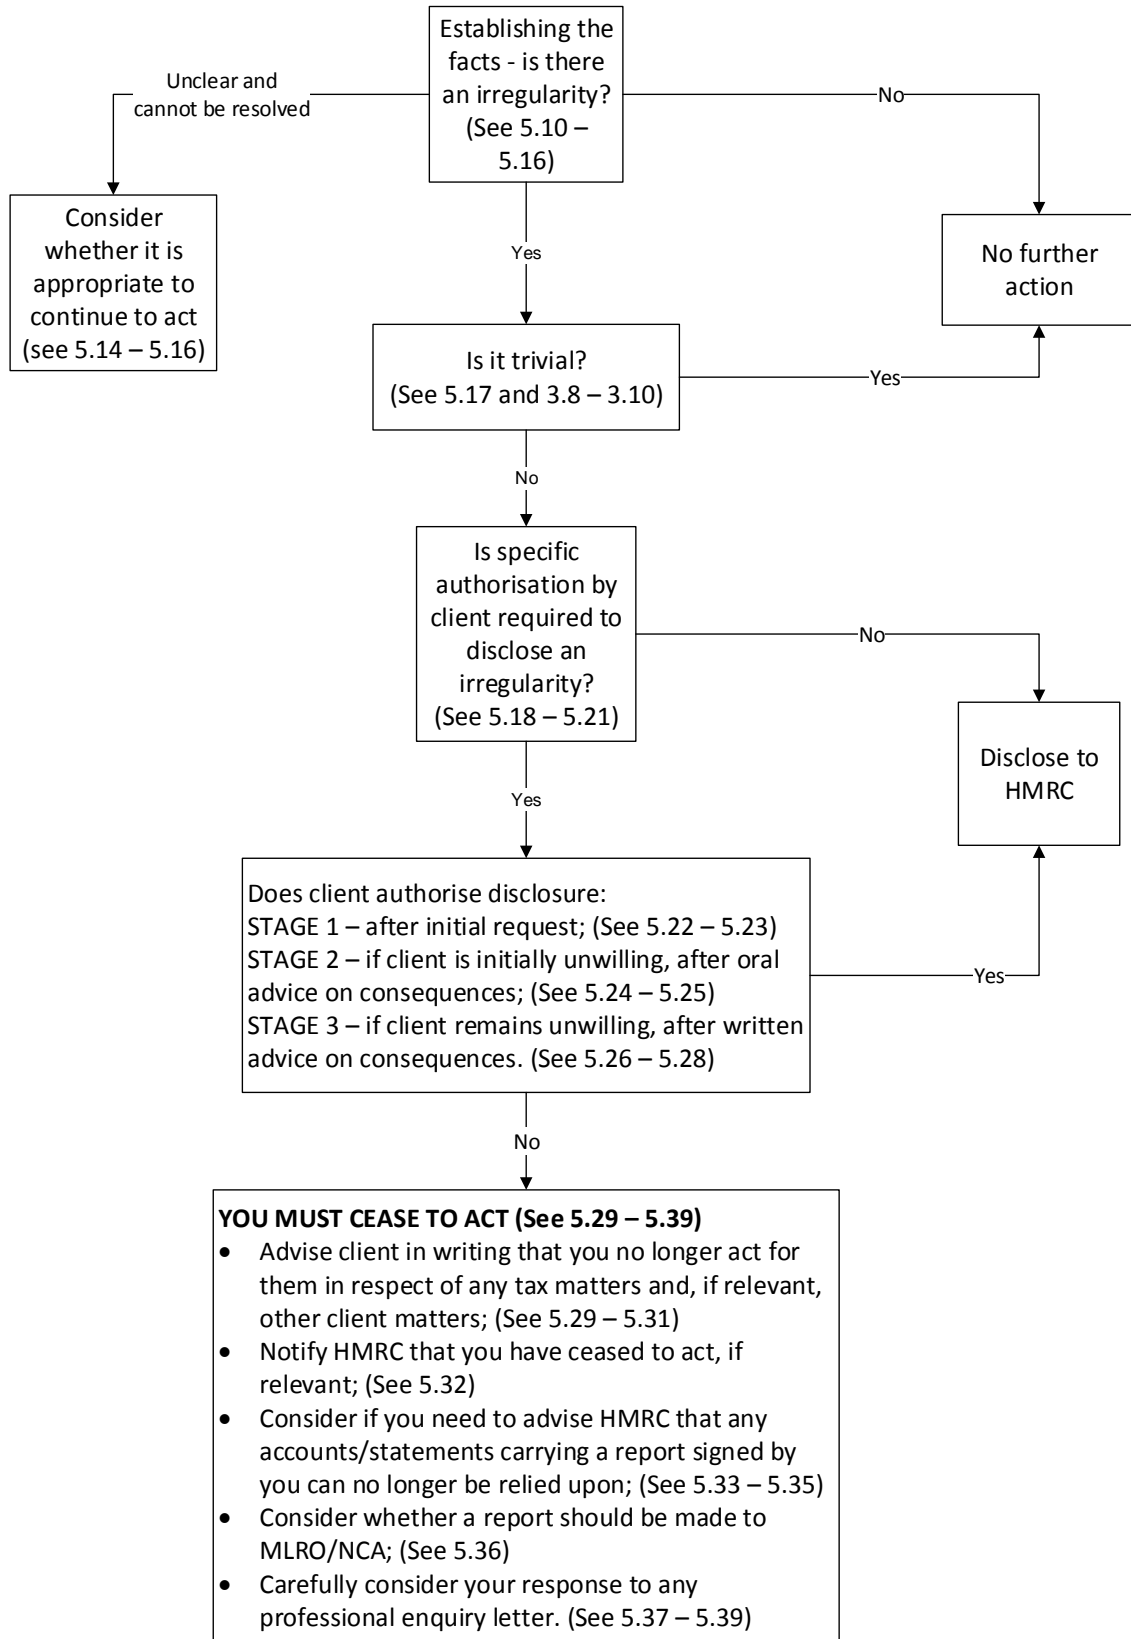 Establishing the
facts - is there
an irregularity?
(See 5.10 –
5.16)
Unclear and
cannot be resolved
No
Consider
whether it is
appropriate to
continue to act
(see 5.14 – 5.16)
No further
action
Yes
Is it trivial?
(See 5.17 and 3.8 – 3.10)
Yes
No
Is specific
authorisation by
client required to
disclose an
irregularity?
(See 5.18 – 5.21)
No
Disclose to
HMRC
Yes
Does client authorise disclosure:
STAGE 1 – after initial request; (See 5.22 – 5.23)
STAGE 2 – if client is initially unwilling, after oral
advice on consequences; (See 5.24 – 5.25)
STAGE 3 – if client remains unwilling, after written
advice on consequences. (See 5.26 – 5.28)
Yes
No
YOU MUST CEASE TO ACT (See 5.29 – 5.39)
• Advise client in writing that you no longer act for
them in respect of any tax matters and, if relevant,
other client matters; (See 5.29 – 5.31)
• Notify HMRC that you have ceased to act, if
relevant; (See 5.32)
• Consider if you need to advise HMRC that any
accounts/statements carrying a report signed by
you can no longer be relied upon; (See 5.33 – 5.35)
• Consider whether a report should be made to
MLRO/NCA; (See 5.36)
• Carefully consider your response to any
professional enquiry letter. (See 5.37 – 5.39)